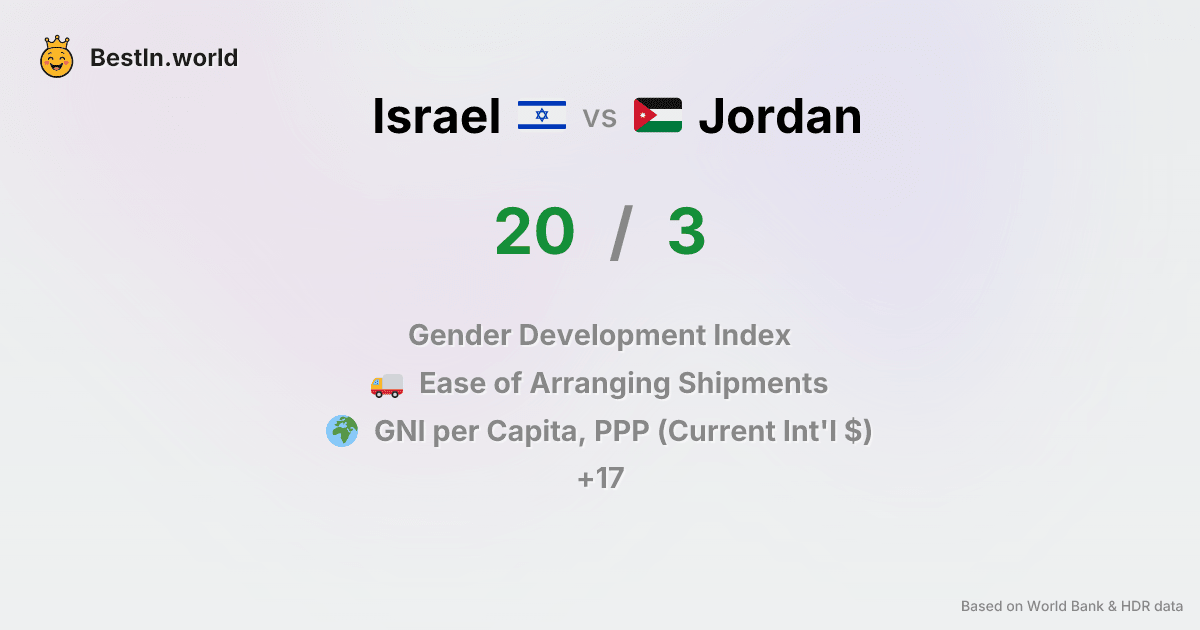 BestIn.world
Israel vs Jordan
20 / 3
Gender Development Index
Ease of Arranging Shipments
GNI per Capita, PPP (Current Int'l $)
+17
Based on World Bank & HDR data